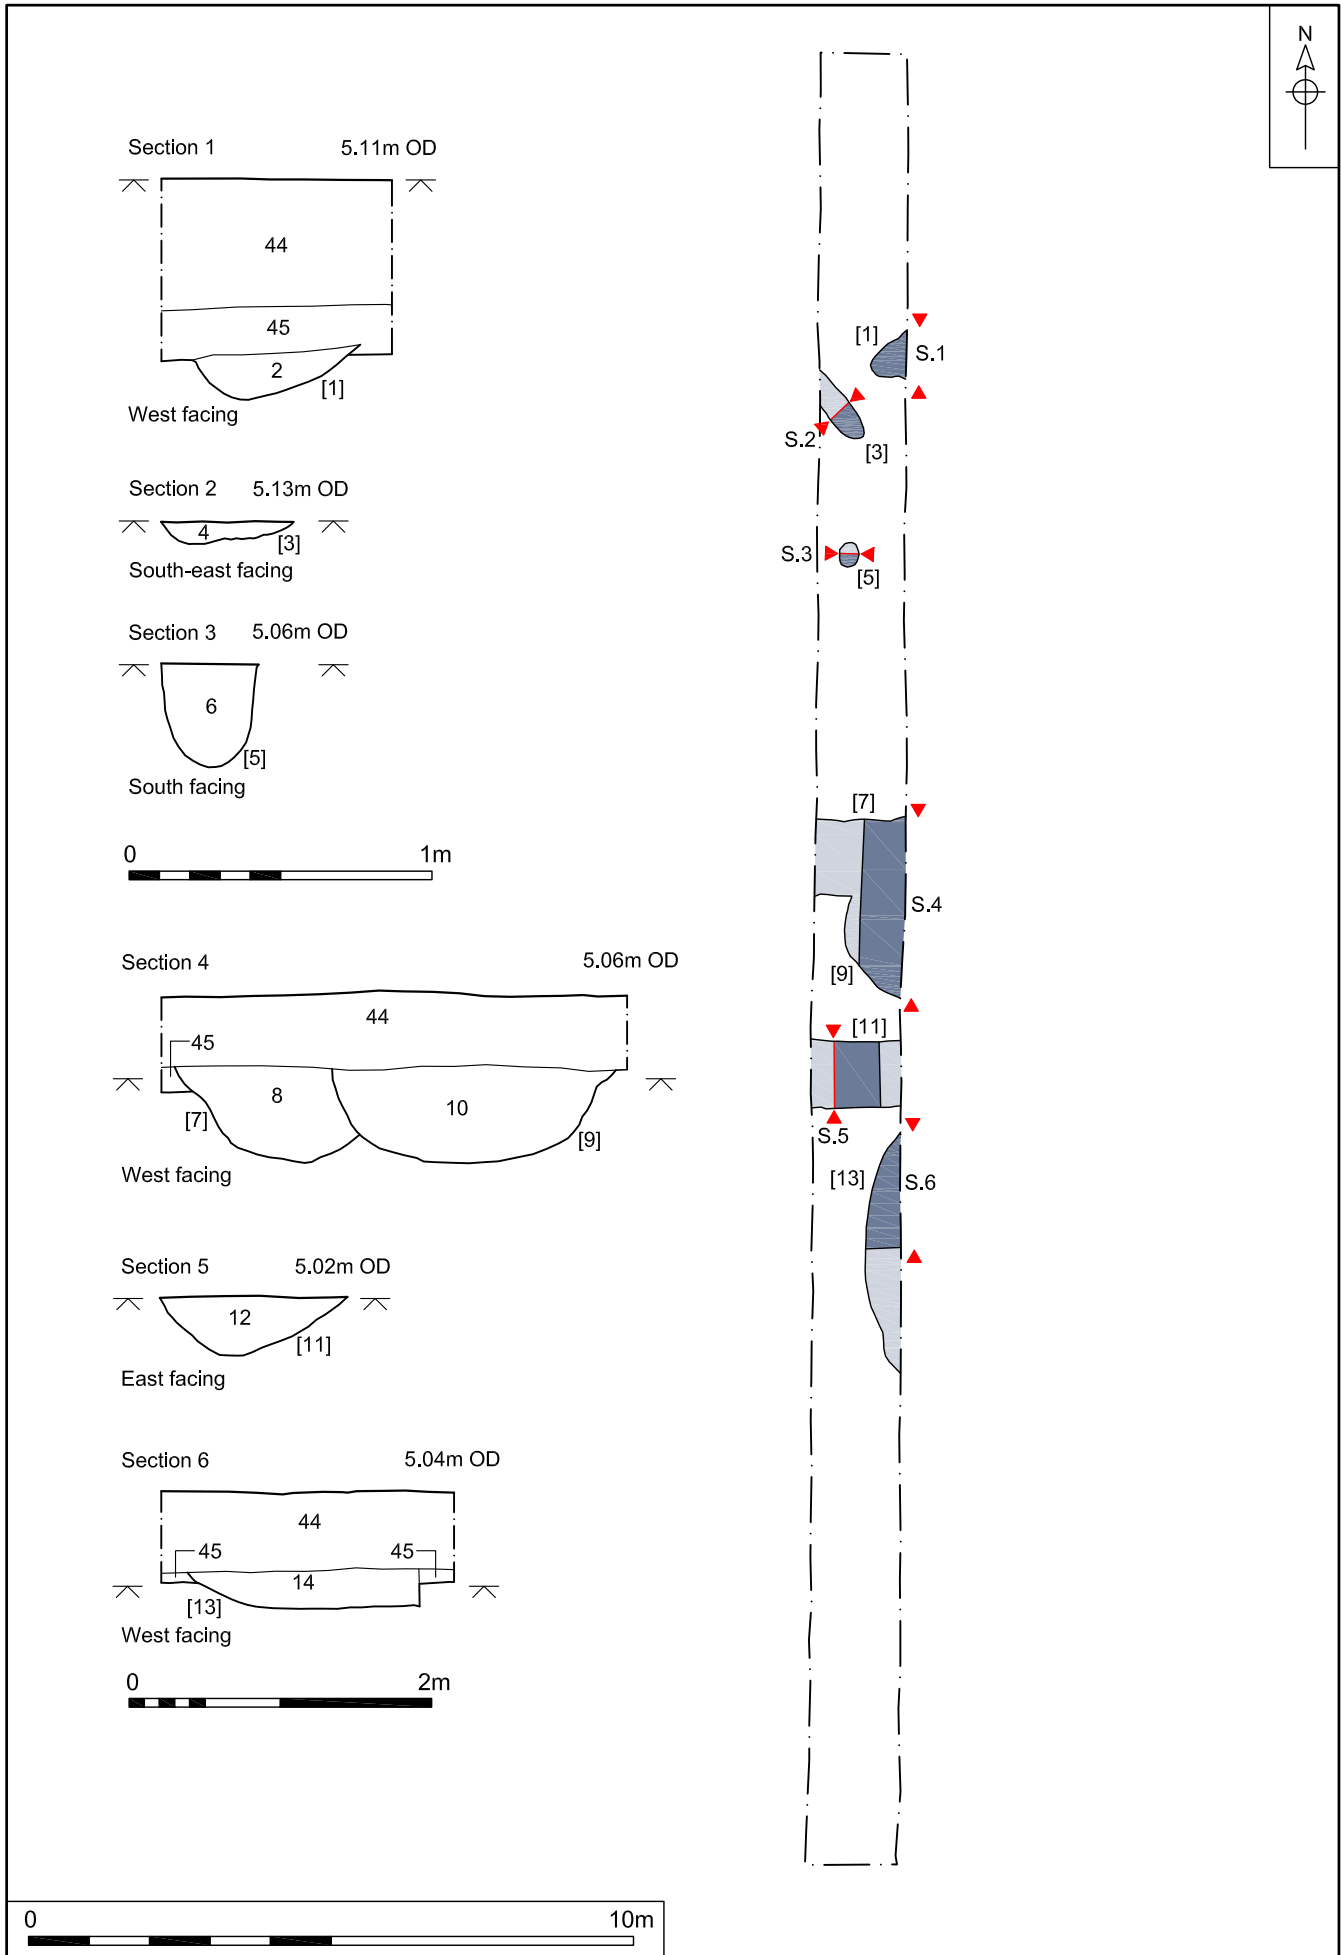 N
Section 1 5.11m OD
44
45
2
[1]
West facing
Section 2 5.13m OD
4
[3]
South-east facing
Section 3 5.06m OD
6
[5]
South facing
0 1m
Section 4 5.06m OD
44
45
8
10
[7]
[9]
West facing
Section 5 5.02m OD
12
[11]
East facing
Section 6 5.04m OD
44
45 45
14
[13]
West facing
0 2m
[1]
S.1
S.2
[3]
S.3
[5]
[7]
S.4
[9]
[11]
S.5
[13]
S.6
0 10m